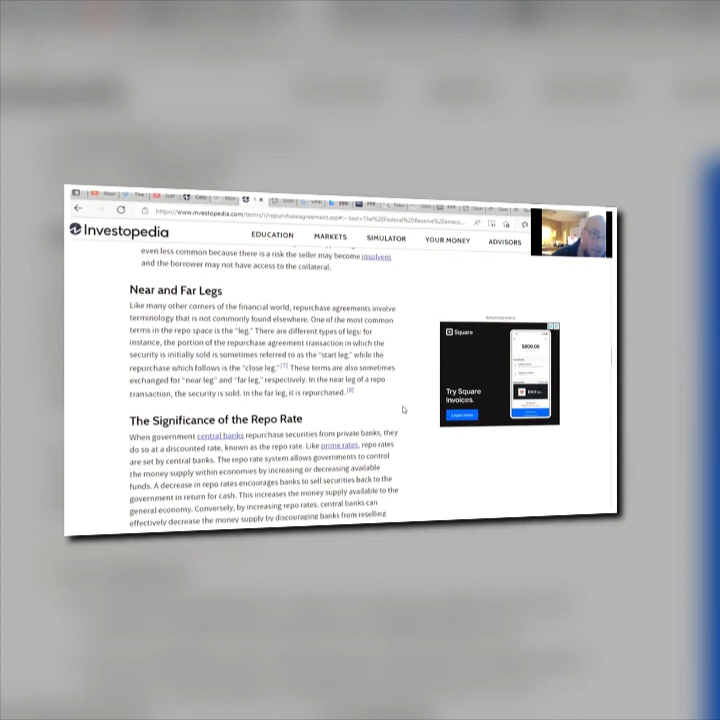 https://www.investopedia.com/terms/r/repurchaseagreement.asp
Investopedia
EDUCATION
MARKETS
SIMULATOR
YOUR MONEY
ADVISORS
even less common because there is a risk the seller may become insolvent
and the borrower may not have access to the collateral.
Near and Far Legs
Like many other corners of the financial world, repurchase agreements involve
terminology that is not commonly found elsewhere. One of the most common
terms in the repo space is the "leg." There are different types of legs: for
instance, the portion of the repurchase agreement transaction in which the
security is initially sold is sometimes referred to as the "start leg," while the
repurchase which follows is the "close leg." These terms are also sometimes
exchanged for "near leg" and "far leg," respectively. In the near leg of a repo
transaction, the security is sold. In the far leg, it is repurchased.
The Significance of the Repo Rate
When government central banks repurchase securities from private banks, they
do so at a discounted rate, known as the repo rate. Like prime rates, repo rates
are set by central banks. The repo rate system allows governments to control
the money supply within economies by increasing or decreasing available
funds. A decrease in repo rates encourages banks to sell securities back to the
government in return for cash. This increases the money supply available to the
general economy. Conversely, by increasing repo rates, central banks can
effectively decrease the money supply by discouraging banks from reselling
Advertisement
Square
$800.00
Try Square
Invoices.
Learn more